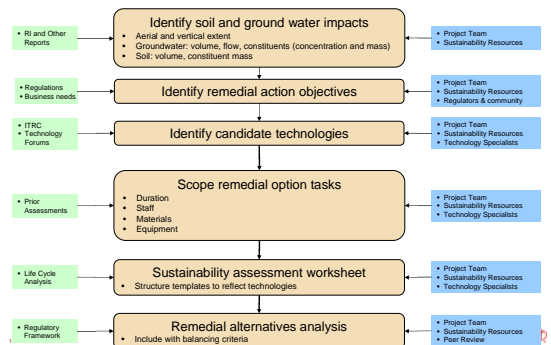 Identify soil and ground water impacts
• Aerial and vertical extent
• Groundwater: volume, flow, constituents (concentration and mass)
• Soil: volume, constituent mass
• RI and Other
Reports
• Project Team
• Sustainability Resources
• Regulations
• Business needs
Identify remedial action objectives
• Project Team
• Sustainability Resources
• Regulators & community
• ITRC
• Technology
Forums
Identify candidate technologies
• Project Team
• Sustainability Resources
• Technology Specialists
Scope remedial option tasks
• Duration
• Staff
• Materials
• Equipment
• Prior
Assessments
• Project Team
• Sustainability Resources
• Technology Specialists
• Life Cycle
Analysis
Sustainability assessment worksheet
• Structure templates to reflect technologies
• Project Team
• Sustainability Resources
• Technology Specialists
• Regulatory
Framework
Remedial alternatives analysis
• Include with balancing criteria
• Project Team
• Sustainability Resources
• Peer Review